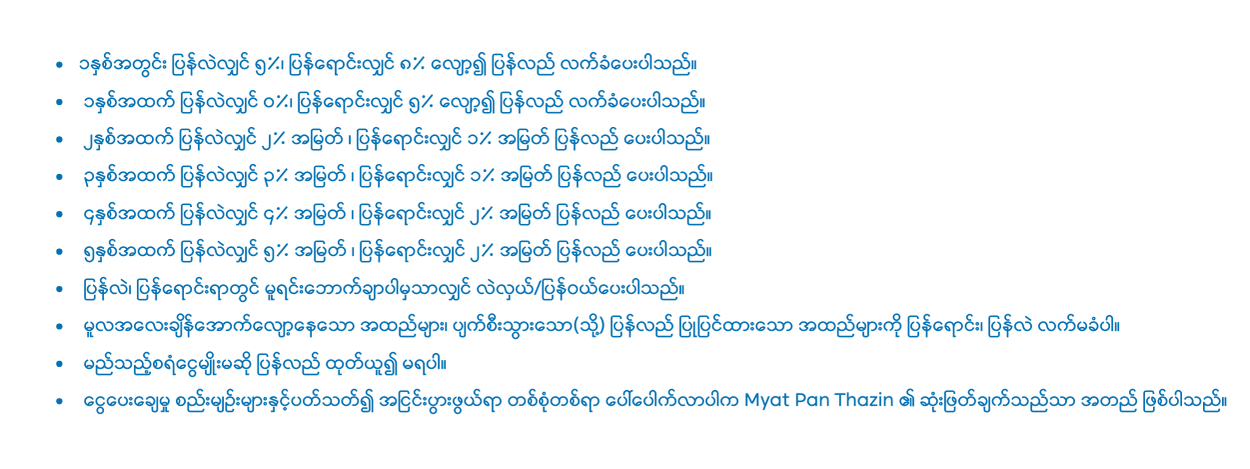 • ၁နှစ်အတွင်း ပြန်လဲလျှင် ၅%၊ ပြန်ရောင်းလျှင် ၈% လျော့၍ ပြန်လည် လက်ခံပေးပါသည်။
• ၁နှစ်အထက် ပြန်လဲလျှင် ၀%၊ ပြန်ရောင်းလျှင် ၅% လျော့၍ ပြန်လည် လက်ခံပေးပါသည်။
• ၂နှစ်အထက် ပြန်လဲလျှင် ၂% အမြတ် ၊ ပြန်ရောင်းလျှင် ၁% အမြတ် ပြန်လည် ပေးပါသည်။
• ၃နှစ်အထက် ပြန်လဲလျှင် ၃% အမြတ် ၊ ပြန်ရောင်းလျှင် ၁% အမြတ် ပြန်လည် ပေးပါသည်။
• ၄နှစ်အထက် ပြန်လဲလျှင် ၄% အမြတ် ၊ ပြန်ရောင်းလျှင် ၂% အမြတ် ပြန်လည် ပေးပါသည်။
• ၅နှစ်အထက် ပြန်လဲလျှင် ၅% အမြတ် ၊ ပြန်ရောင်းလျှင် ၂% အမြတ် ပြန်လည် ပေးပါသည်။
• ပြန်လဲ၊ ပြန်ရောင်းရာတွင် မူရင်းဘောက်ချာပါမှသာလျှင် လဲလှယ်/ပြန်ဝယ်ပေးပါသည်။
• မူလအလေးချိန်အောက်လျော့နေသော အထည်များ၊ ပျက်စီးသွားသော(သို့) ပြန်လည် ပြုပြင်ထားသော အထည်များကို ပြန်ရောင်း၊ ပြန်လဲ လက်မခံပါ။
• မည်သည့်စရံငွေမျိုးမဆို ပြန်လည် ထုတ်ယူ၍ မရပါ။
• ငွေပေးချေမှု စည်းမျဉ်းများနှင့်ပတ်သတ်၍ အငြင်းပွားဖွယ်ရာ တစ်စုံတစ်ရာ ပေါ်ပေါက်လာပါက Myat Pan Thazin ၏ ဆုံးဖြတ်ချက်သည်သာ အတည် ဖြစ်ပါသည်။